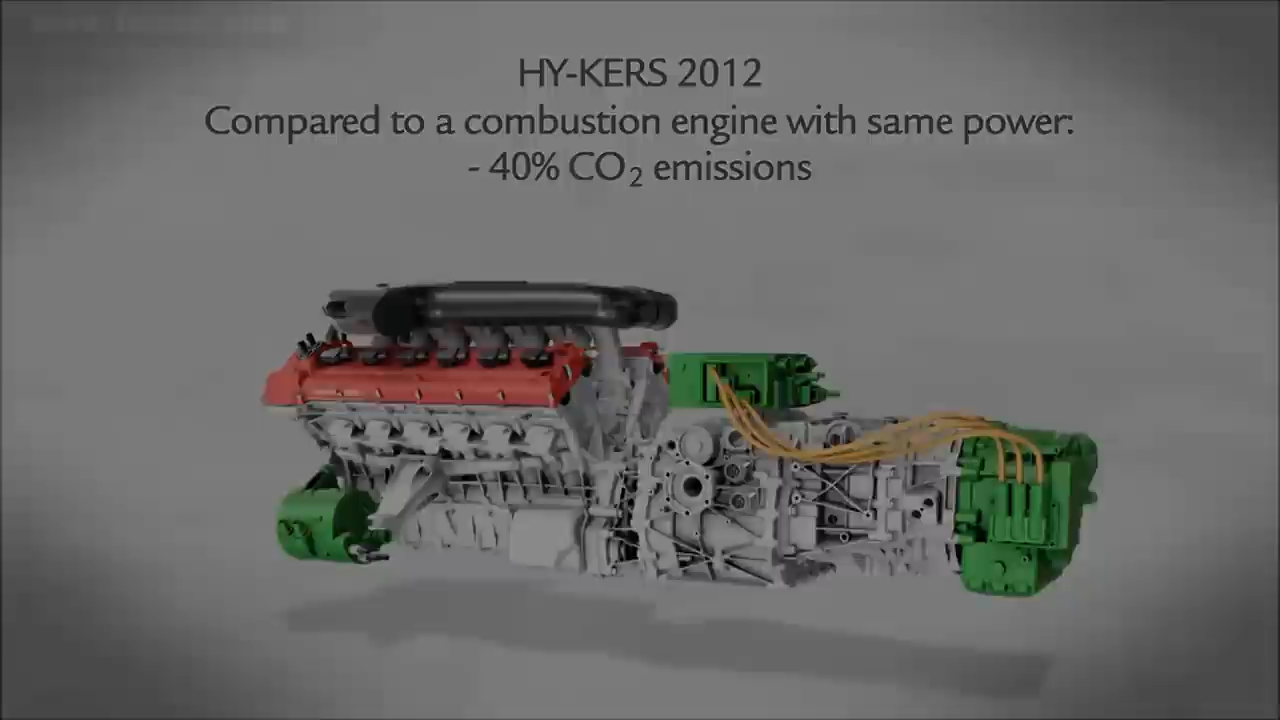 HY-KERS 2012
Compared to a combustion engine with same power:
- 40% CO₂ emissions